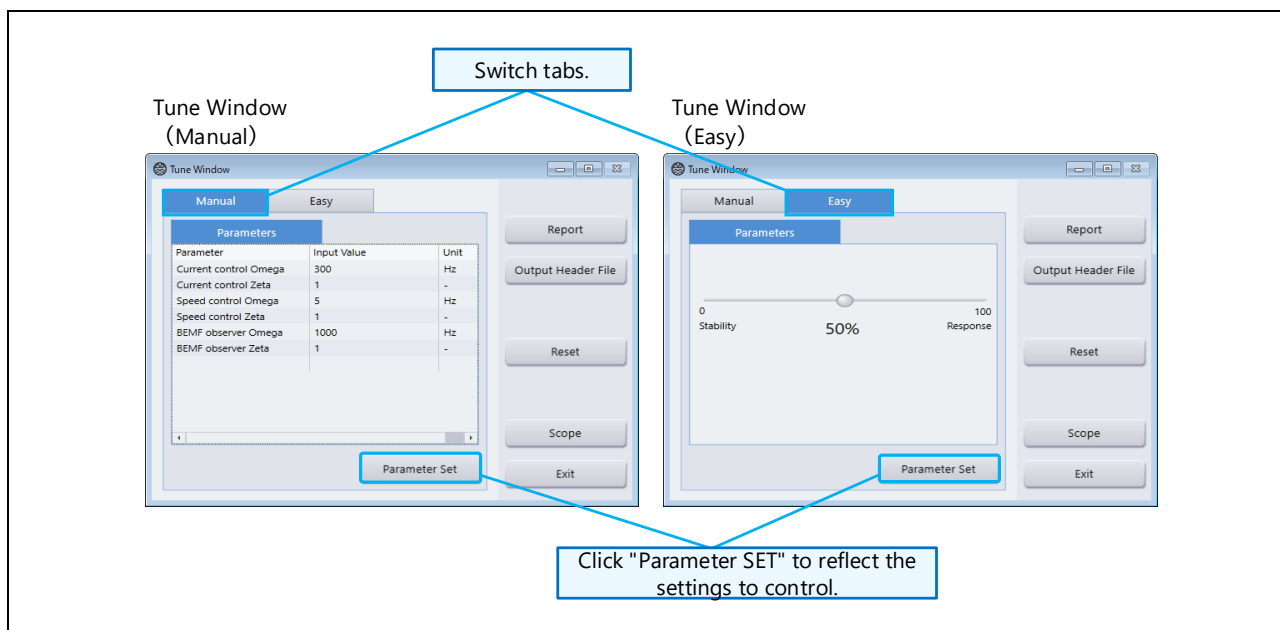 Switch tabs.
Tune Window
（Manual）
Tune Window
Manual
Easy
Parameters
Parameter Input Value Unit
Current control Omega 300 Hz
Current control Zeta 1 -
Speed control Omega 5 Hz
Speed control Zeta 1 -
BEMF observer Omega 1000 Hz
BEMF observer Zeta 1 -
Parameter Set
Report
Output Header File
Reset
Scope
Exit
Tune Window
（Easy）
Tune Window
Manual
Easy
Parameters
0 100
Stability 50% Response
Parameter Set
Report
Output Header File
Reset
Scope
Exit
Click "Parameter SET" to reflect the
settings to control.